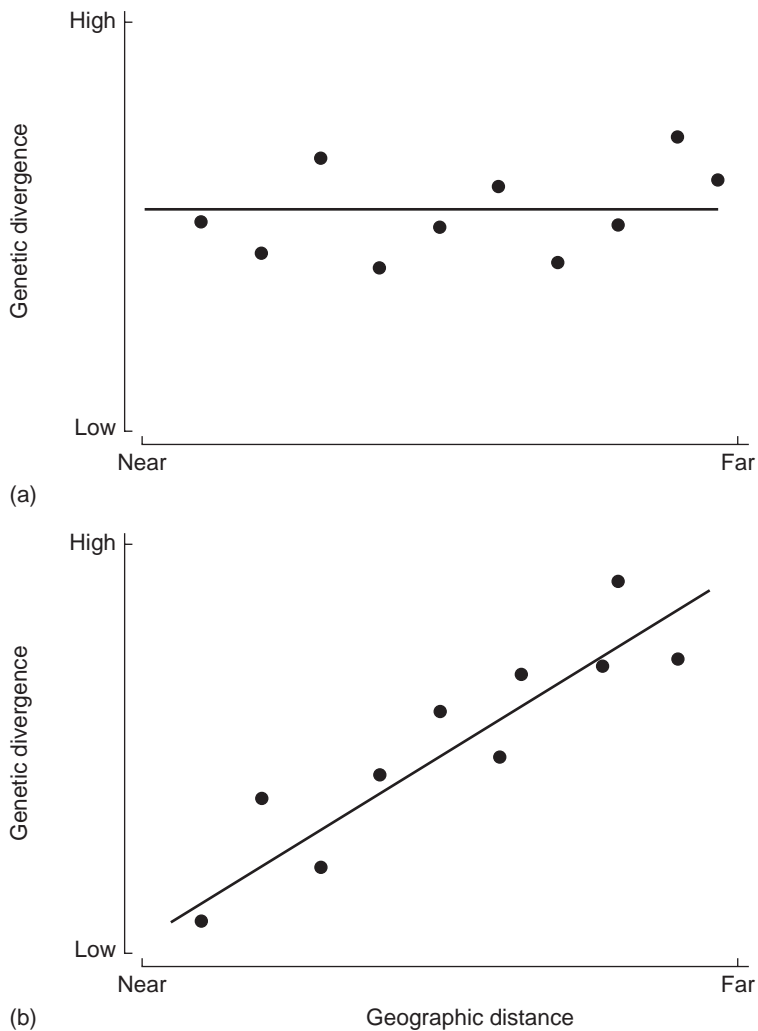 High
Genetic divergence
Low
Near Far
(a)
High
Genetic divergence
Low
Near Far
(b) Geographic distance